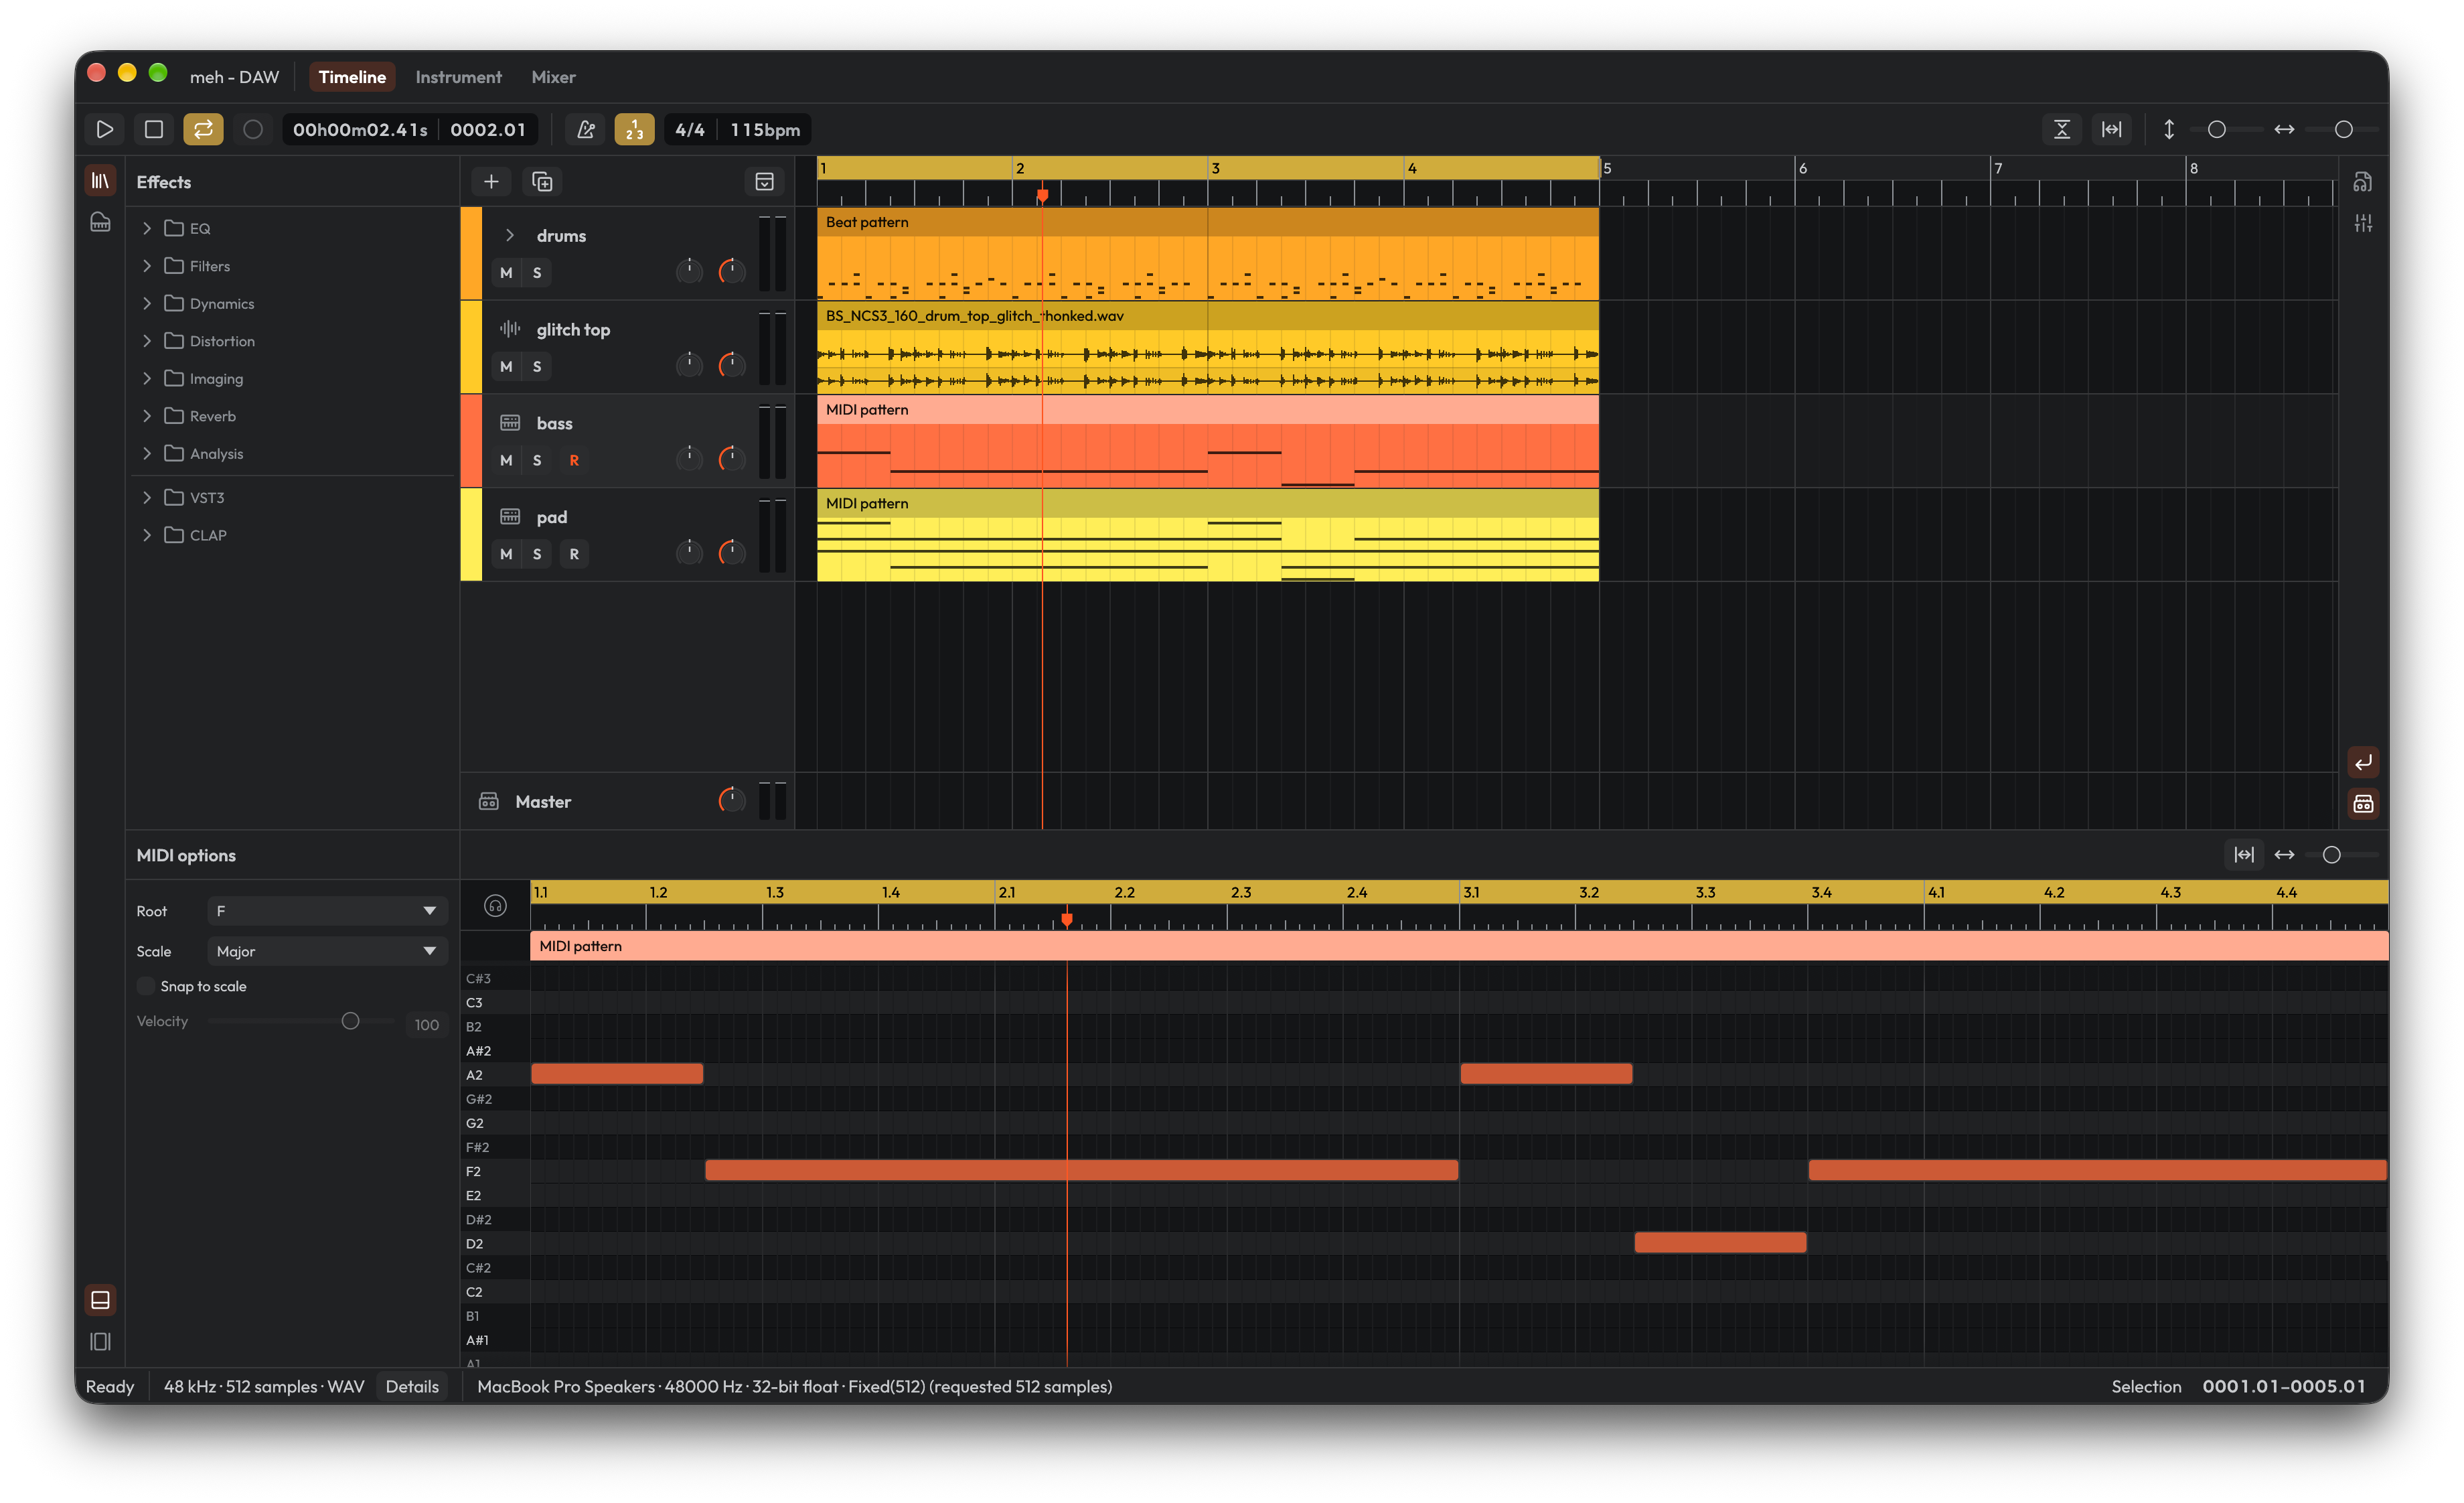 meh - DAW Timeline Instrument Mixer
00h00m02.41s 0002.01 1 2 3 4/4 115bpm
Effects
EQ
Filters
Dynamics
Distortion
Imaging
Reverb
Analysis
VST3
CLAP
drums
M S
glitch top
M S
bass
M S R
pad
M S R
Master
1 2 3 4 5 6 7 8
Beat pattern
BS_NCS3_160_drum_top_glitch_thonked.wav
MIDI pattern
MIDI pattern
MIDI options
Root F
Scale Major
Snap to scale
Velocity 100
1.1 1.2 1.3 1.4 2.1 2.2 2.3 2.4 3.1 3.2 3.3 3.4 4.1 4.2 4.3 4.4
MIDI pattern
C#3
C3
B2
A#2
A2
G#2
G2
F#2
F2
E2
D#2
D2
C#2
C2
B1
A#1
A1
Ready 48 kHz · 512 samples · WAV Details MacBook Pro Speakers · 48000 Hz · 32-bit float · Fixed(512) (requested 512 samples) Selection 0001.01–0005.01